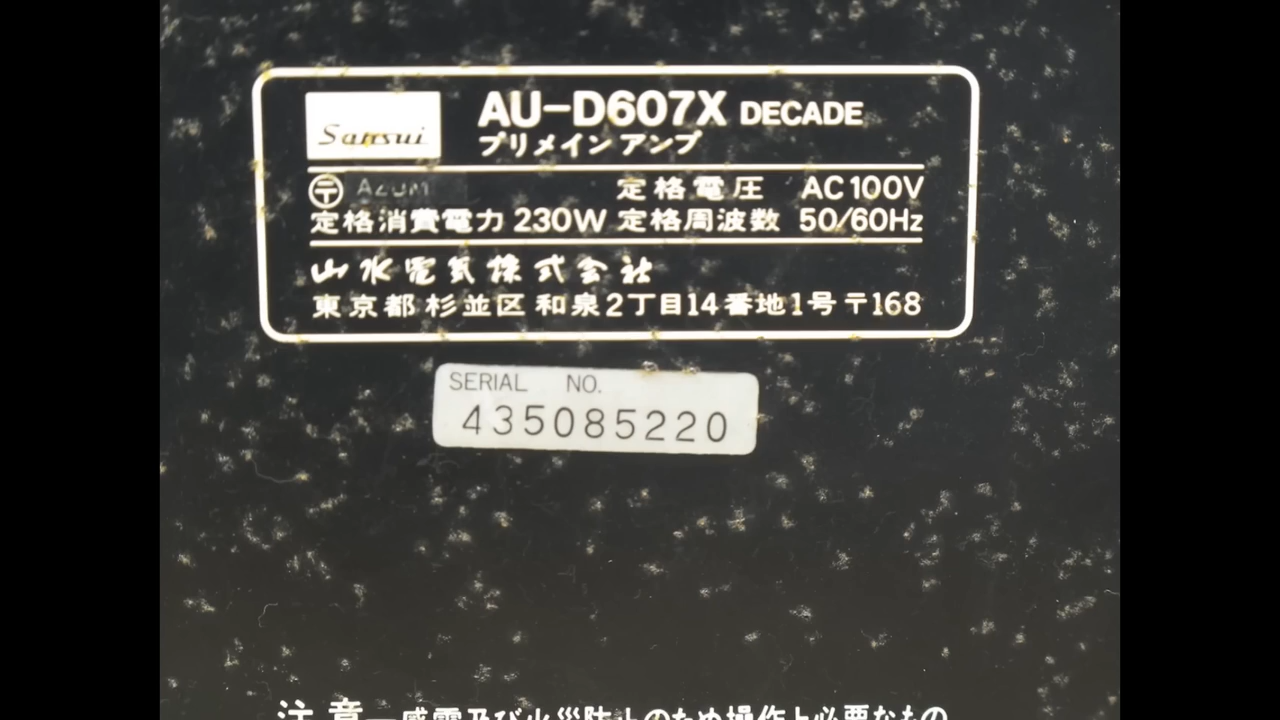 Sansui
AU-D607X DECADE
プリメインアンプ
〒 定格電圧 AC100V
定格消費電力 230W 定格周波数 50/60Hz
山水電気株式会社
東京都杉並区和泉2丁目14番地1号 〒168
SERIAL NO.
435085220
注意―感電及び火災防止のため操作上必要なもの